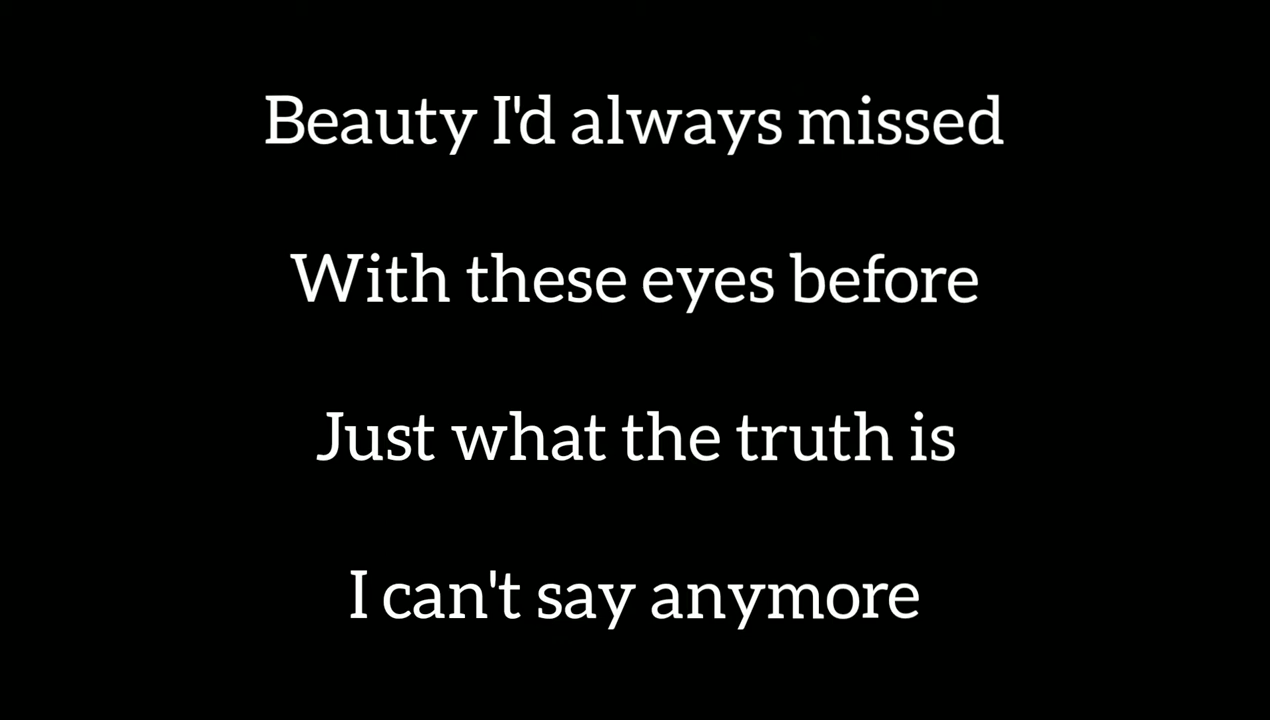 Beauty I'd always missed
With these eyes before
Just what the truth is
I can't say anymore